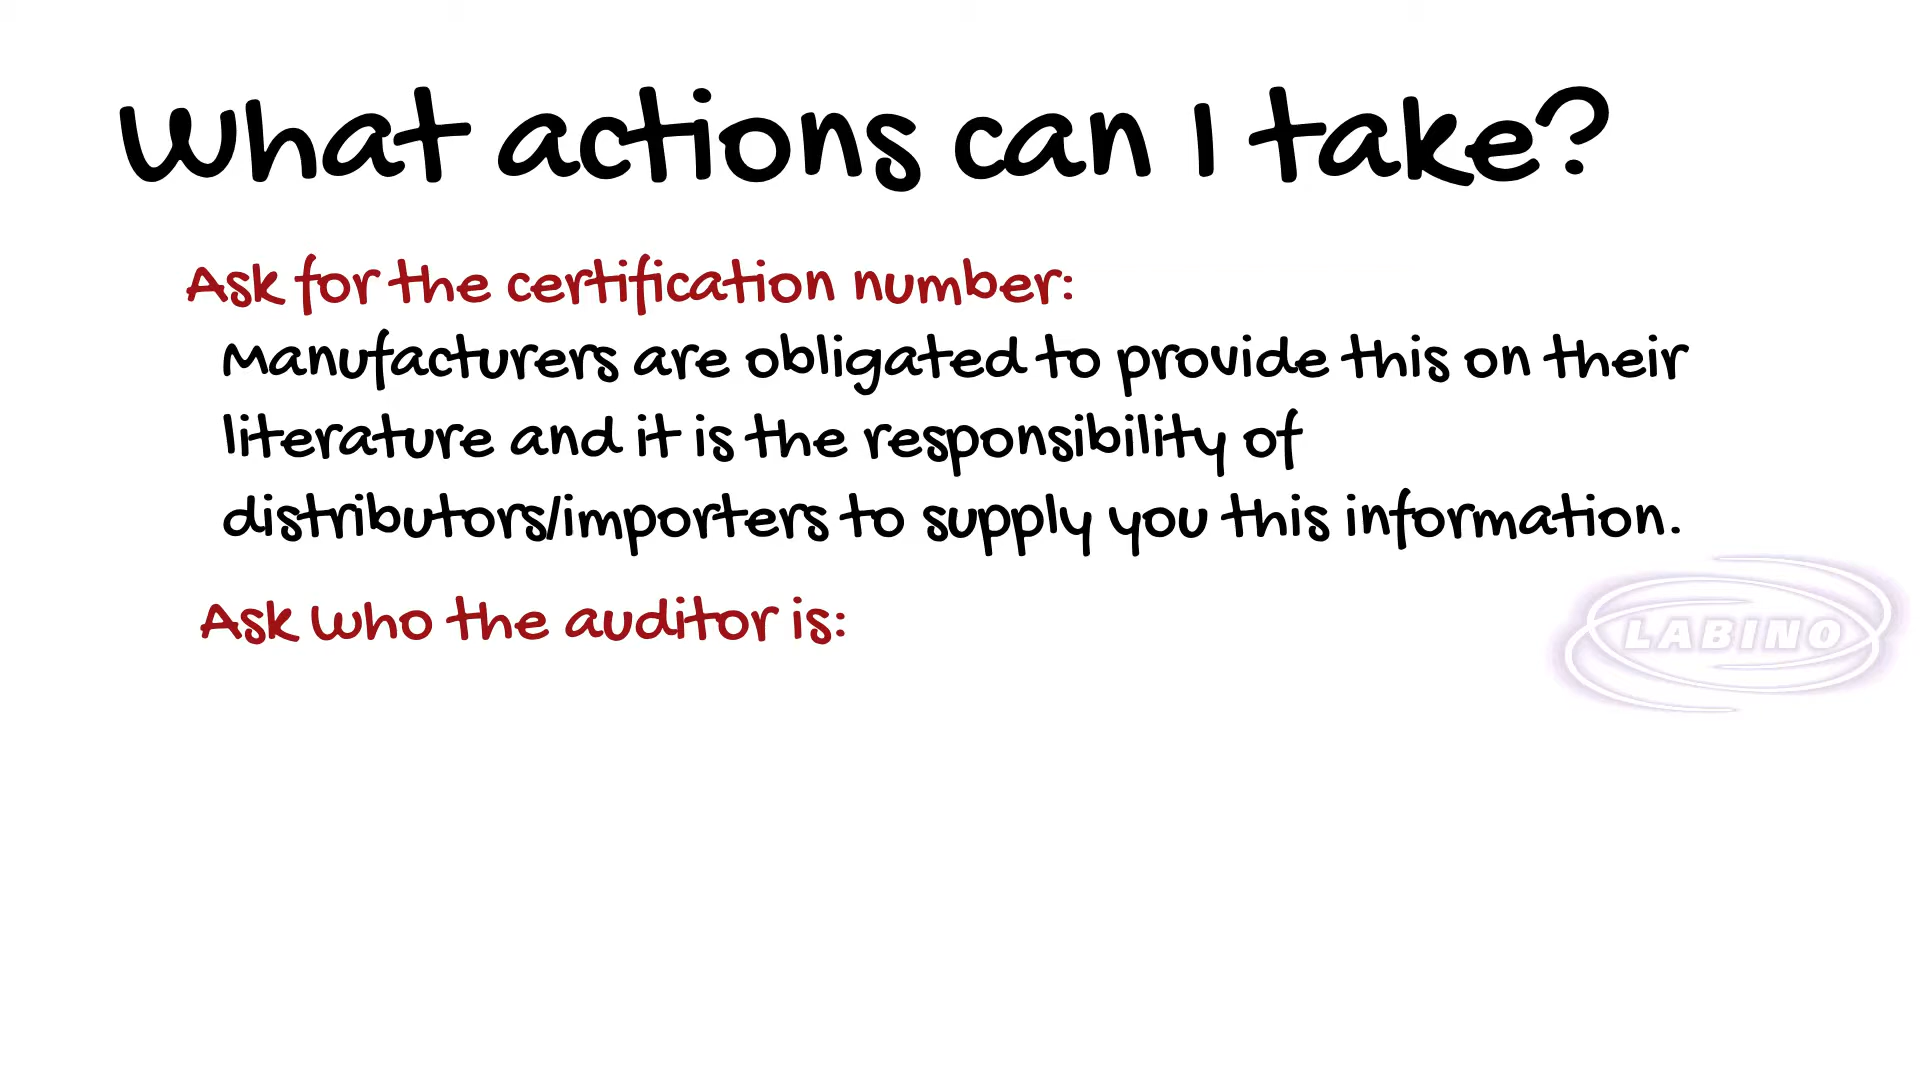 What actions can I take?
Ask for the certification number:
Manufacturers are obligated to provide this on their
literature and it is the responsibility of
distributors/importers to supply you this information.
Ask who the auditor is:
LABINO